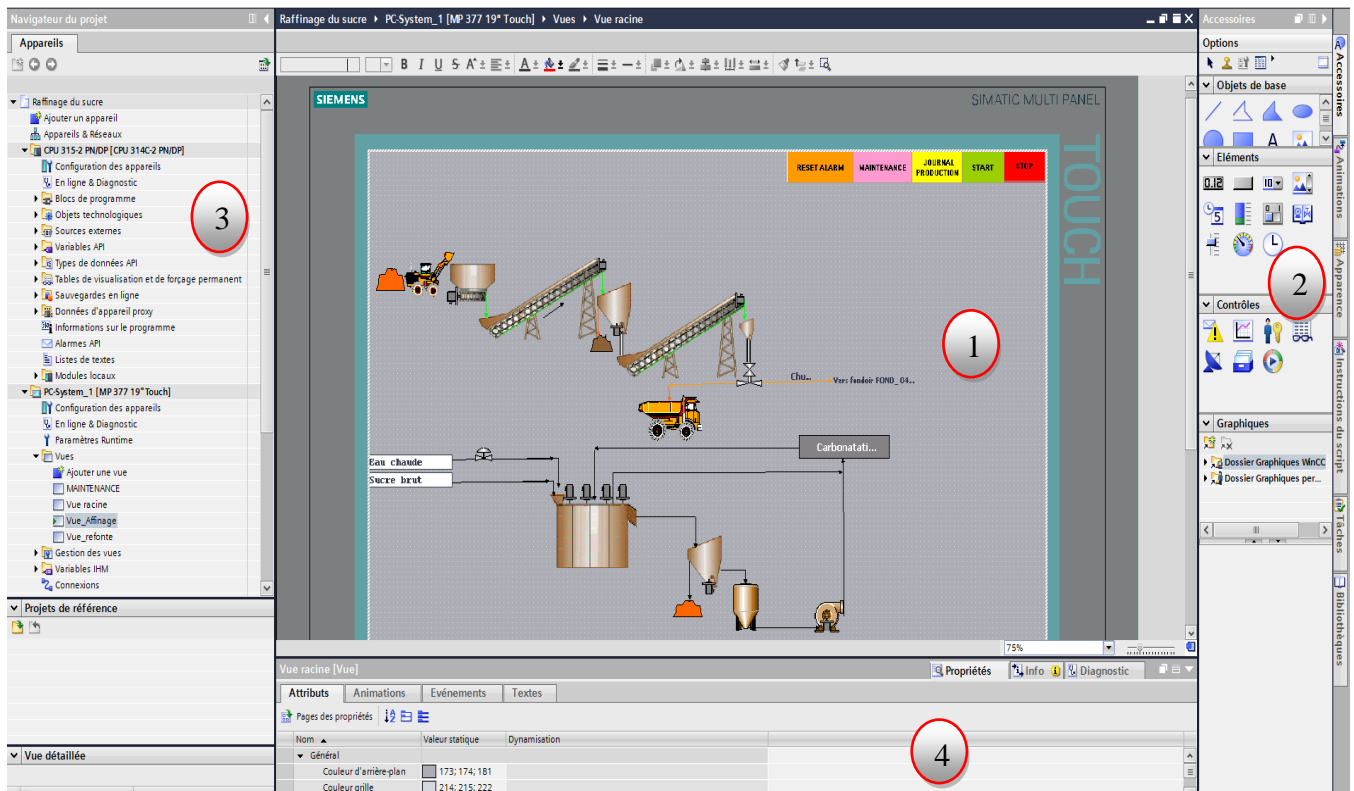 Navigateur du projet
Appareils
Raffinage du sucre
Ajouter un appareil
Appareils & Réseaux
CPU 315-2 PN/DP [CPU 314C-2 PN/DP]
Configuration des appareils
En ligne & Diagnostic
Blocs de programme
Objets technologiques
Sources externes
Variables API
Types de données API
Tables de visualisation et de forçage permanent
Sauvegardes en ligne
Données d'appareil proxy
Informations sur le programme
Alarmes API
Listes de textes
Modules locaux
PC-System_1 [MP 377 19" Touch]
Configuration des appareils
En ligne & Diagnostic
Paramètres Runtime
Vues
Ajouter une vue
MAINTENANCE
Vue racine
Vue_Affinage
Vue_refonte
Gestion des vues
Variables IHM
Connexions
3
Projets de référence
Vue détaillée
Raffinage du sucre ▸ PC-System_1 [MP 377 19" Touch] ▸ Vues ▸ Vue racine
B I U S A
SIEMENS
SIMATIC MULTI PANEL
TOUCH
RESET ALARM
MAINTENANCE
JOURNAL
PRODUCTION
START
STOP
1
Chu...
Vers fondoir FOND_04...
Carbonatati...
Eau chaude
Sucre brut
75%
Vue racine [Vue]
Propriétés
Info
Diagnostic
Attributs
Animations
Evénements
Textes
Pages des propriétés
Nom
Valeur statique
Dynamisation
Général
Couleur d'arrière-plan
173; 174; 181
Couleur grille
214; 215; 222
4
Accessoires
Options
Objets de base
A
Eléments
0.12
10
5
2
Contrôles
Graphiques
Dossier Graphiques WinCC
Dossier Graphiques per...
Accessoires
Animations
Apparence
Instructions du script
Tâches
Bibliothèques